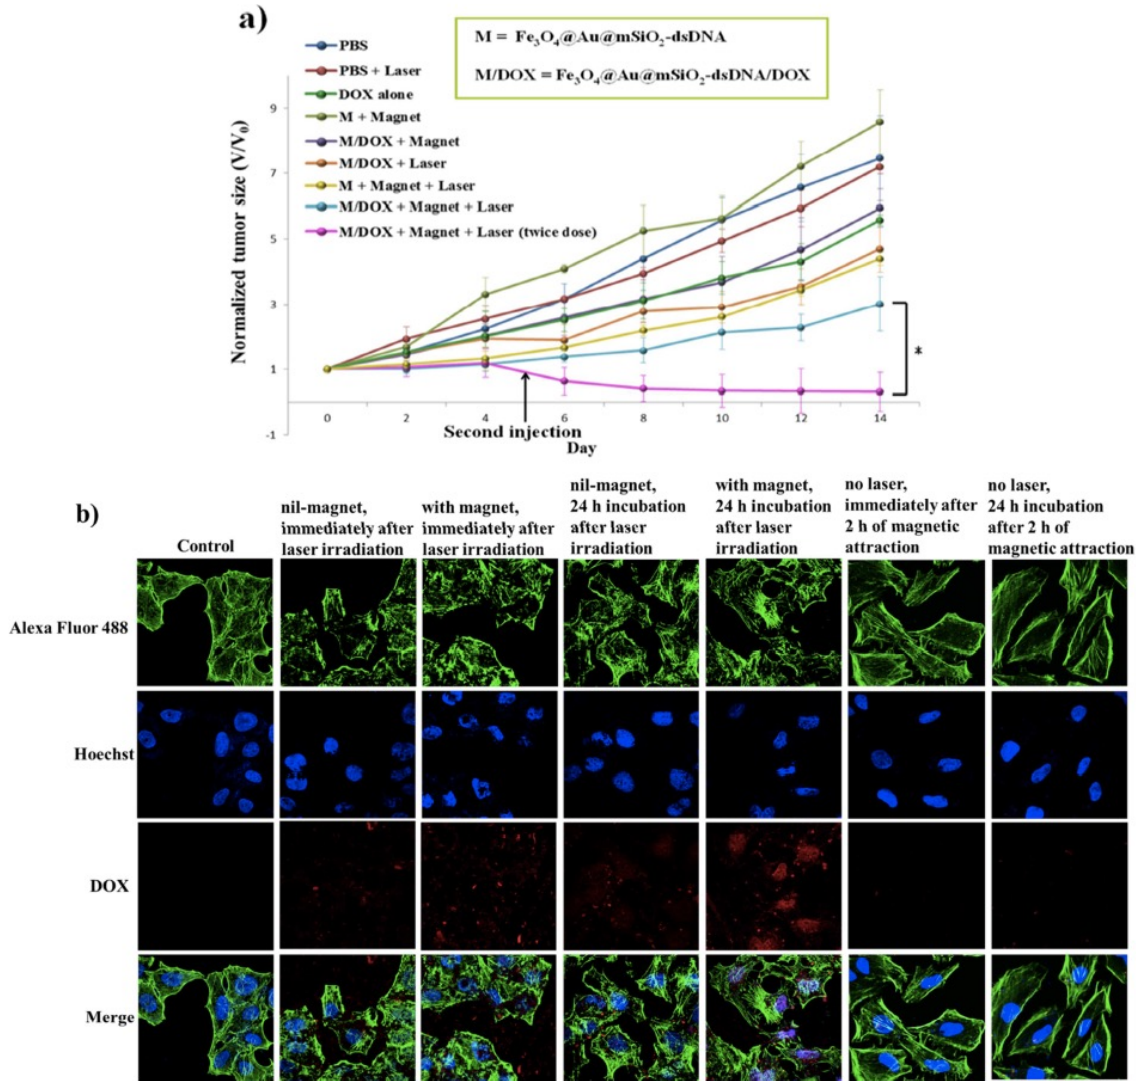 a)
M = Fe3O4@Au@mSiO2-dsDNA
M/DOX = Fe3O4@Au@mSiO2-dsDNA/DOX
PBS
PBS + Laser
DOX alone
M + Magnet
M/DOX + Magnet
M/DOX + Laser
M + Magnet + Laser
M/DOX + Magnet + Laser
M/DOX + Magnet + Laser (twice dose)
Normalized tumor size (V/V0)
9
7
5
3
1
-1
*
0 2 4 6 8 10 12 14
Second injection
Day
b)
Control
nil-magnet,
immediately after
laser irradiation
with magnet,
immediately after
laser irradiation
nil-magnet,
24 h incubation
after laser
irradiation
with magnet,
24 h incubation
after laser
irradiation
no laser,
immediately after
2 h of magnetic
attraction
no laser,
24 h incubation
after 2 h of
magnetic attraction
Alexa Fluor 488
Hoechst
DOX
Merge